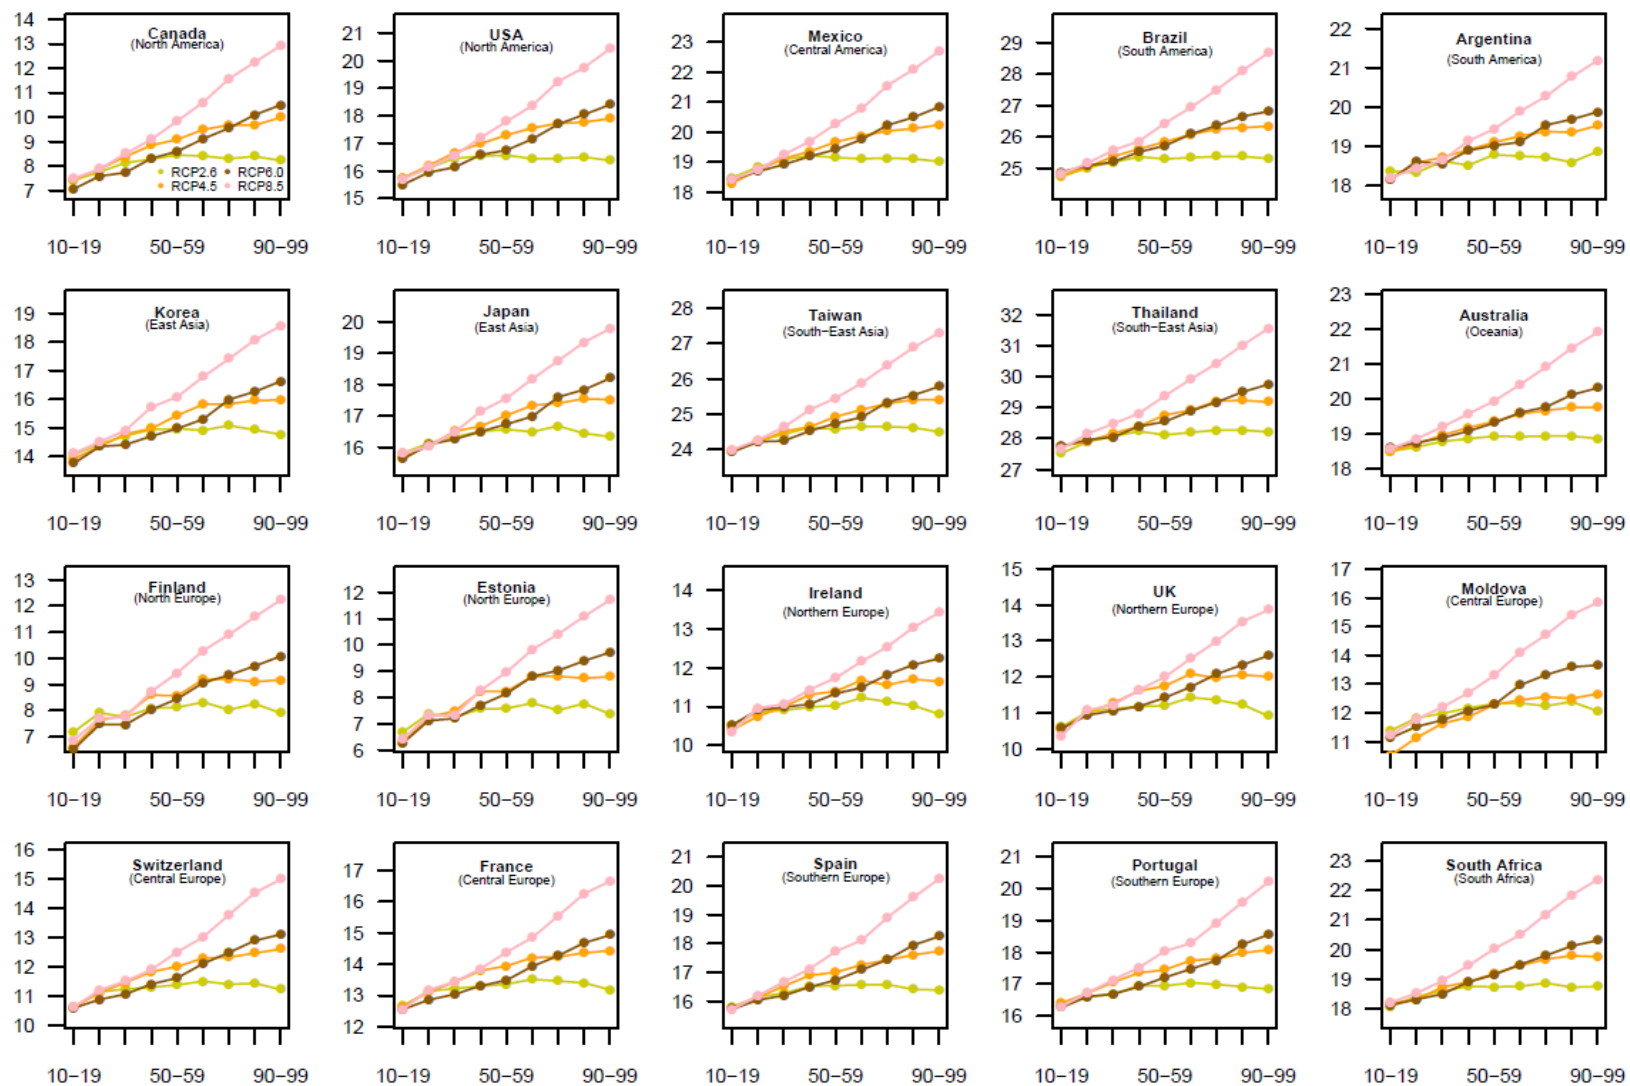 14
13
12
11
10
9
8
7
Canada
(North America)
RCP2.6 RCP6.0
RCP4.5 RCP8.5
10−19 50−59 90−99
21
20
19
18
17
16
15
USA
(North America)
10−19 50−59 90−99
23
22
21
20
19
18
Mexico
(Central America)
10−19 50−59 90−99
29
28
27
26
25
Brazil
(South America)
10−19 50−59 90−99
22
21
20
19
18
Argentina
(South America)
10−19 50−59 90−99
19
18
17
16
15
14
Korea
(East Asia)
10−19 50−59 90−99
20
19
18
17
16
Japan
(East Asia)
10−19 50−59 90−99
28
27
26
25
24
Taiwan
(South−East Asia)
10−19 50−59 90−99
32
31
30
29
28
27
Thailand
(South−East Asia)
10−19 50−59 90−99
23
22
21
20
19
18
Australia
(Oceania)
10−19 50−59 90−99
13
12
11
10
9
8
7
Finland
(North Europe)
10−19 50−59 90−99
12
11
10
9
8
7
6
Estonia
(North Europe)
10−19 50−59 90−99
14
13
12
11
10
Ireland
(Northern Europe)
10−19 50−59 90−99
15
14
13
12
11
10
UK
(Northern Europe)
10−19 50−59 90−99
17
16
15
14
13
12
11
Moldova
(Central Europe)
10−19 50−59 90−99
16
15
14
13
12
11
10
Switzerland
(Central Europe)
10−19 50−59 90−99
17
16
15
14
13
12
France
(Central Europe)
10−19 50−59 90−99
21
20
19
18
17
16
Spain
(Southern Europe)
10−19 50−59 90−99
21
20
19
18
17
16
Portugal
(Southern Europe)
10−19 50−59 90−99
23
22
21
20
19
18
South Africa
(South Africa)
10−19 50−59 90−99